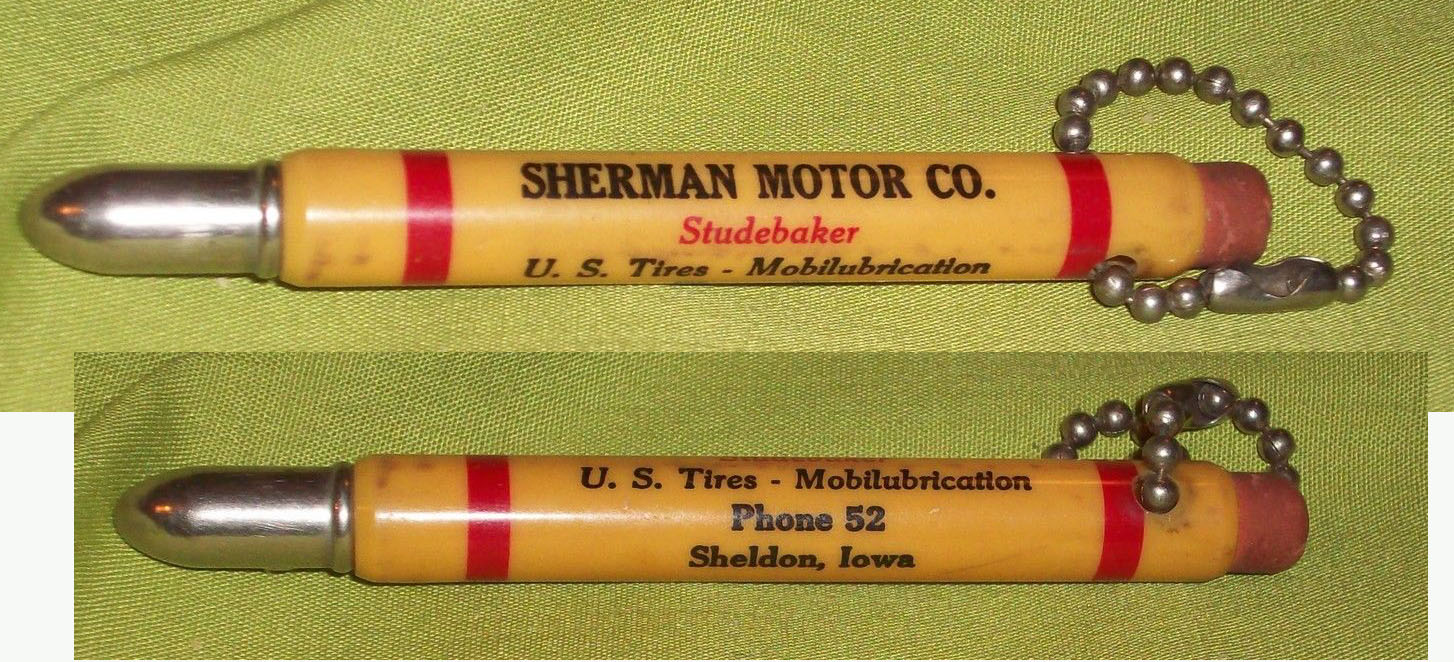 SHERMAN MOTOR CO.
Studebaker
U. S. Tires - Mobilubrication
U. S. Tires - Mobilubrication
Phone 52
Sheldon, Iowa